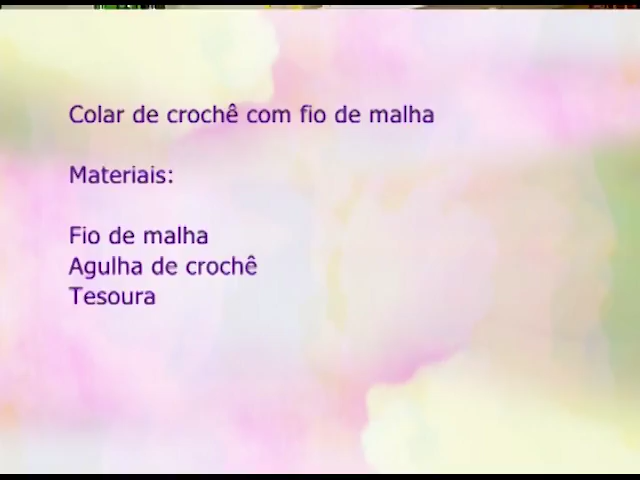 Colar de crochê com fio de malha
Materiais:
Fio de malha
Agulha de crochê
Tesoura